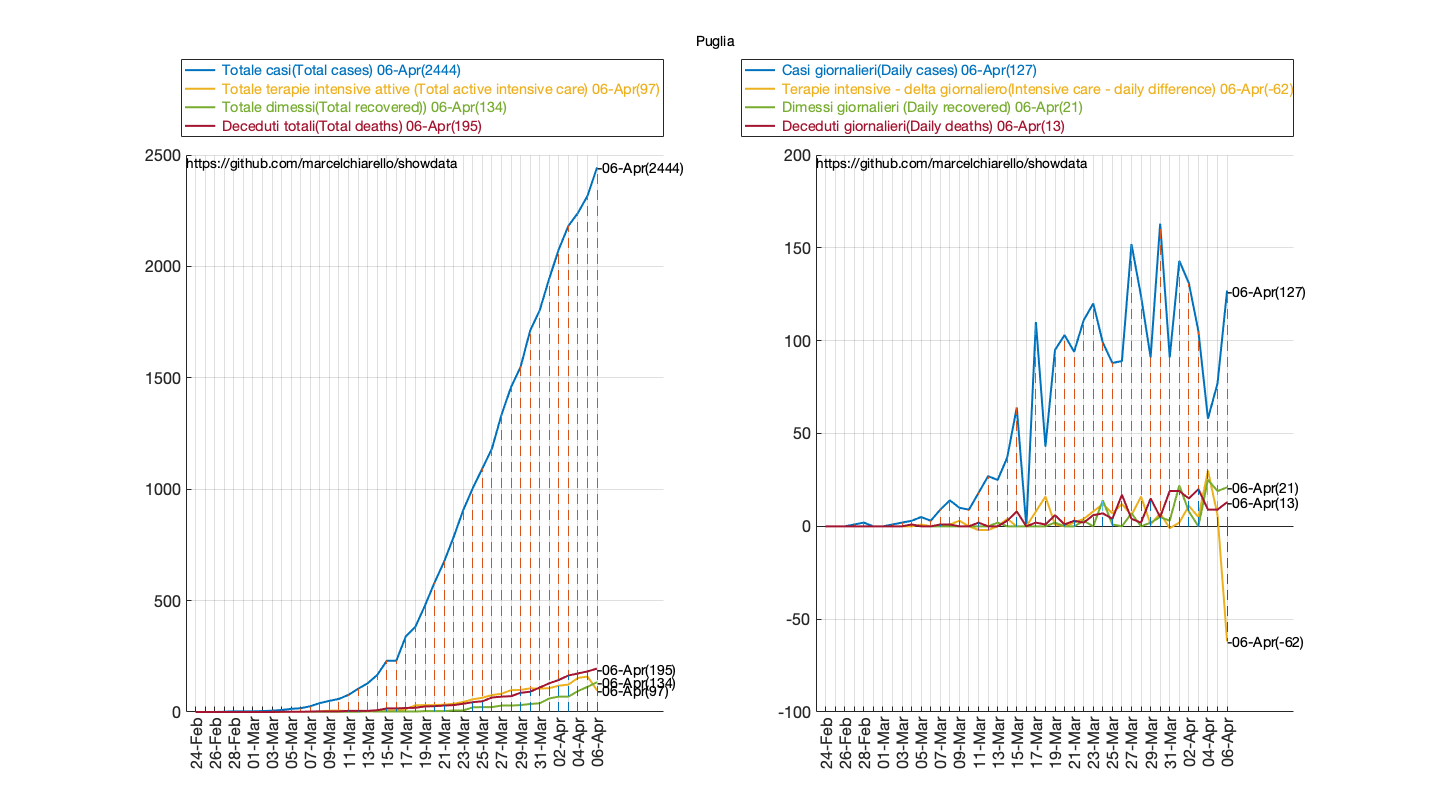 Puglia
Totale casi(Total cases) 06-Apr(2444)
Totale terapie intensive attive (Total active intensive care) 06-Apr(97)
Totale dimessi(Total recovered)) 06-Apr(134)
Deceduti totali(Total deaths) 06-Apr(195)
https://github.com/marcelchiarello/showdata
2500
2000
1500
1000
500
0
06-Apr(2444)
06-Apr(195)
06-Apr(134)
06-Apr(97)
24-Feb
26-Feb
28-Feb
01-Mar
03-Mar
05-Mar
07-Mar
09-Mar
11-Mar
13-Mar
15-Mar
17-Mar
19-Mar
21-Mar
23-Mar
25-Mar
27-Mar
29-Mar
31-Mar
02-Apr
04-Apr
06-Apr
Casi giornalieri(Daily cases) 06-Apr(127)
Terapie intensive - delta giornaliero(Intensive care - daily difference) 06-Apr(-62)
Dimessi giornalieri (Daily recovered) 06-Apr(21)
Deceduti giornalieri(Daily deaths) 06-Apr(13)
https://github.com/marcelchiarello/showdata
200
150
100
50
0
-50
-100
06-Apr(127)
06-Apr(21)
06-Apr(13)
06-Apr(-62)
24-Feb
26-Feb
28-Feb
01-Mar
03-Mar
05-Mar
07-Mar
09-Mar
11-Mar
13-Mar
15-Mar
17-Mar
19-Mar
21-Mar
23-Mar
25-Mar
27-Mar
29-Mar
31-Mar
02-Apr
04-Apr
06-Apr